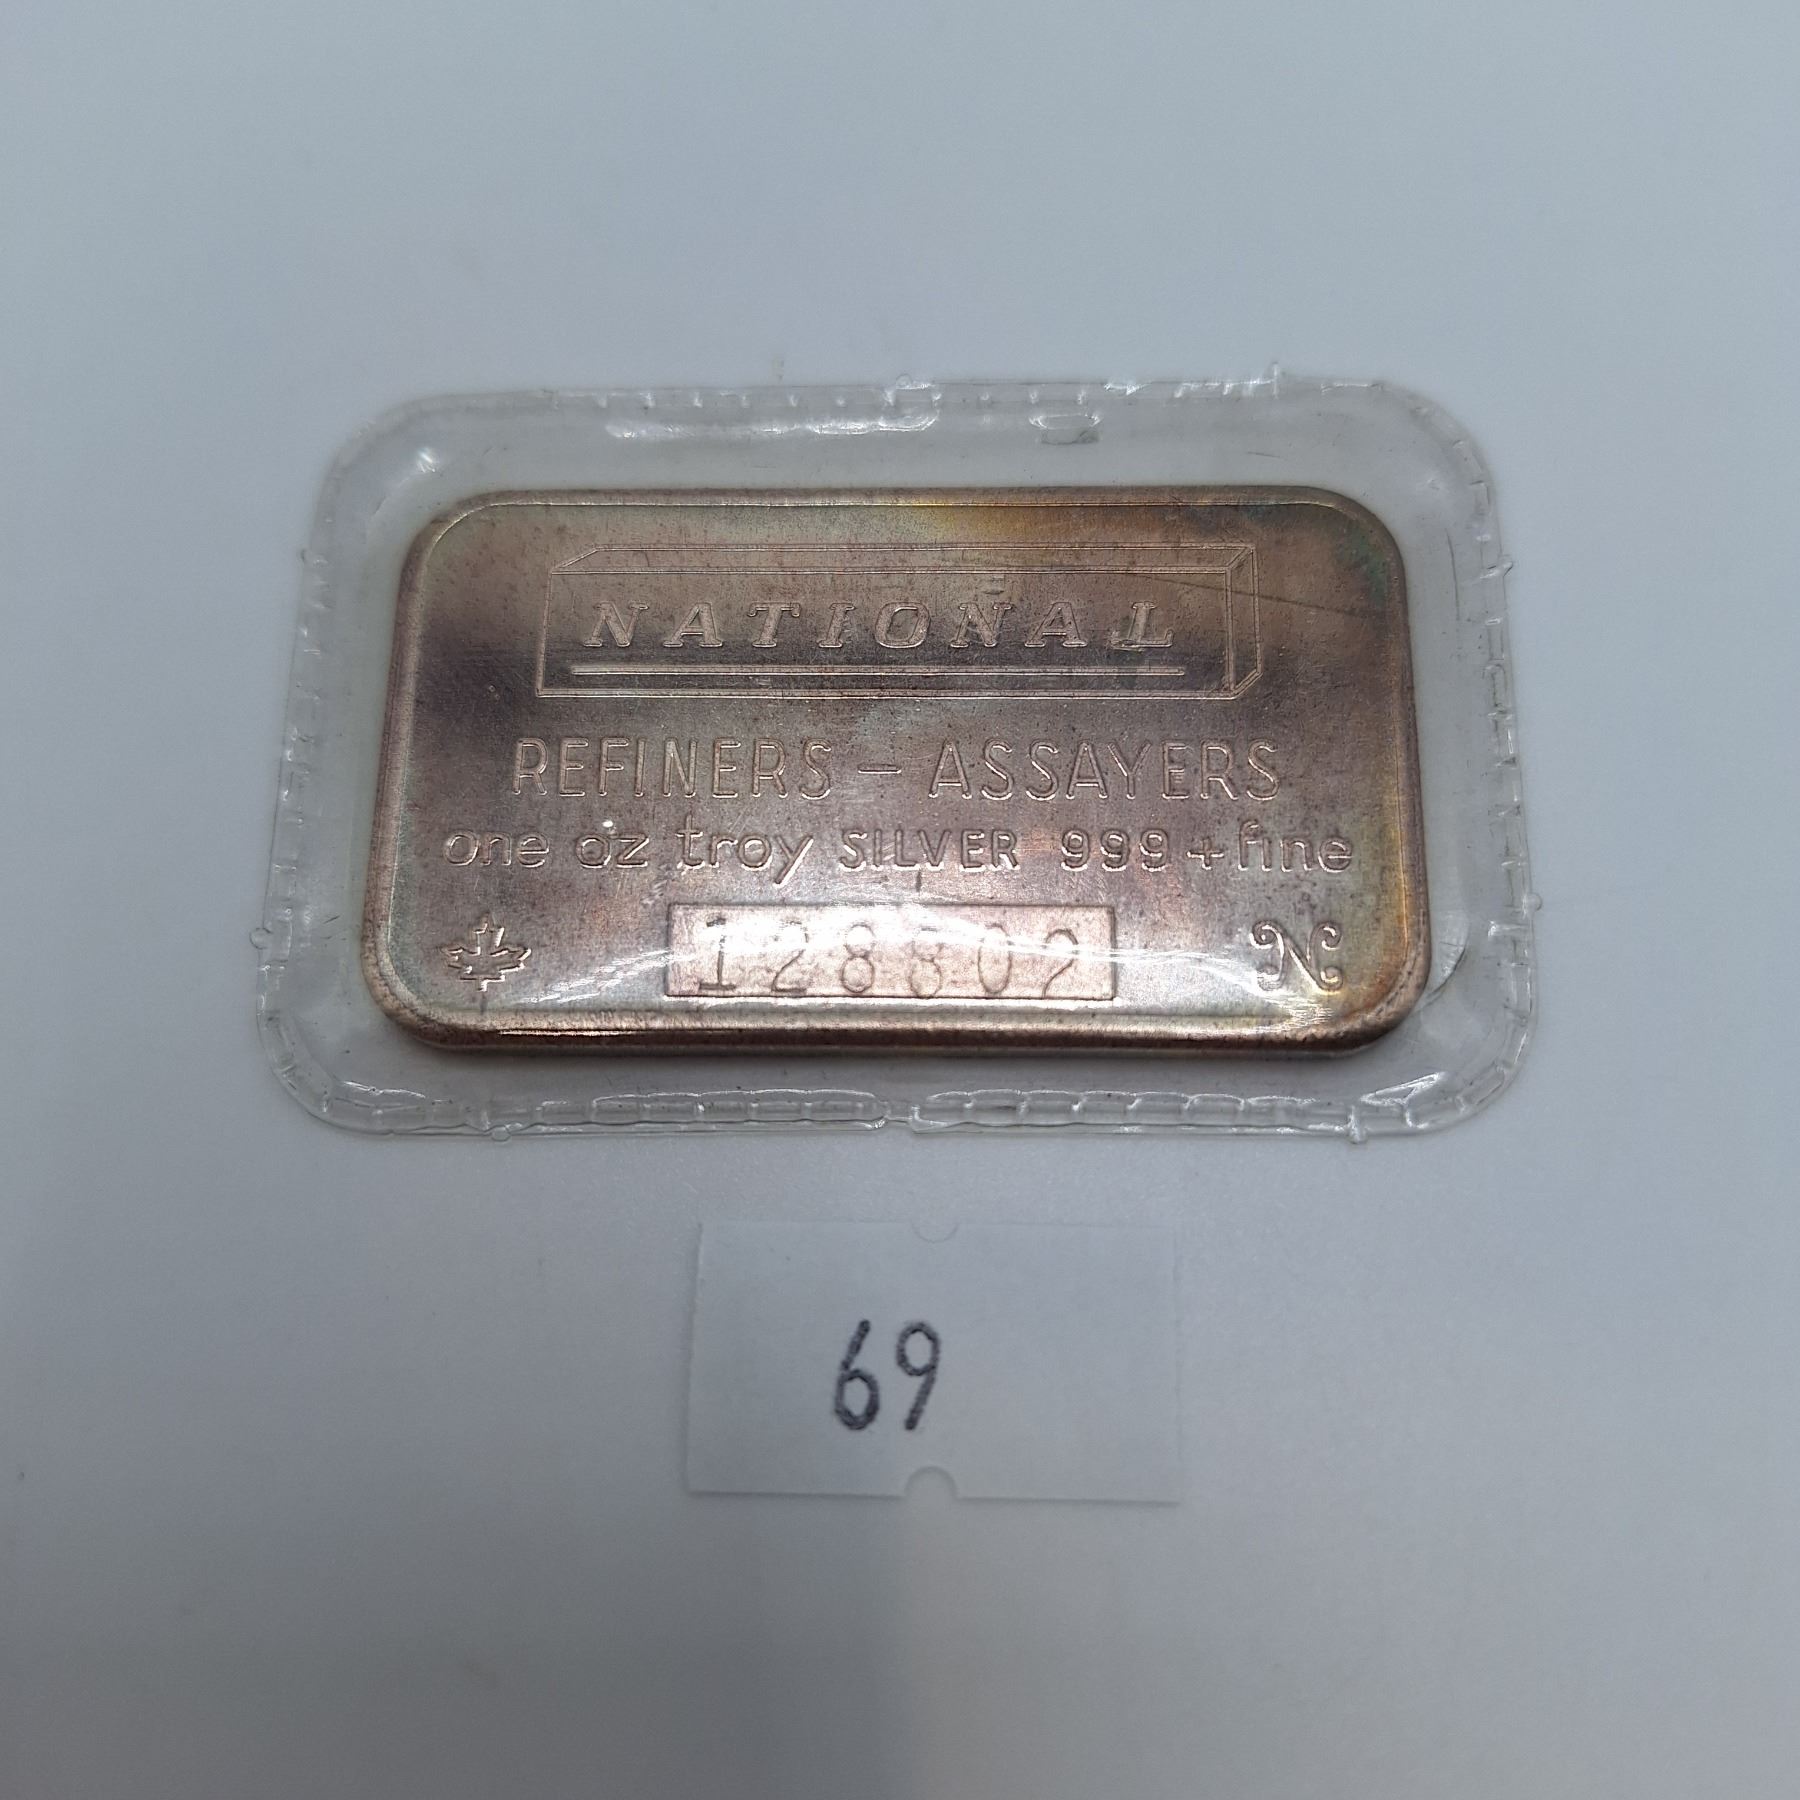 NATIONAL
REFINERS - ASSAYERS
one oz troy SILVER 999+fine
128802
N
69